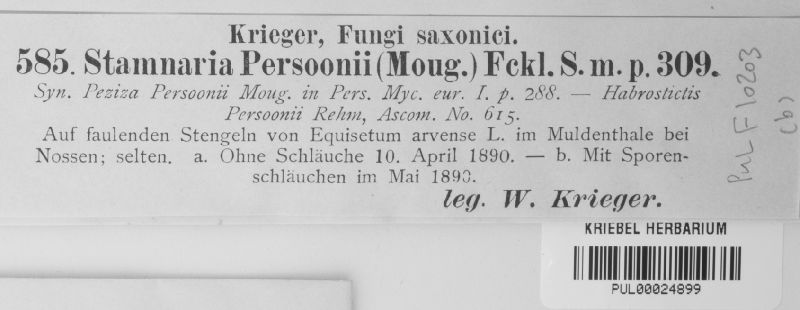 Krieger, Fungi saxonici.
585. Stamnaria Persoonii (Moug.) Fckl. S. m. p. 309.
Syn. Peziza Persoonii Moug. in Pers. Myc. eur. I. p. 288. — Habrostictis
Persoonii Rehm, Ascom. No. 615.
Auf faulenden Stengeln von Equisetum arvense L. im Muldenthale bei
Nossen; selten. a. Ohne Schläuche 10. April 1890. — b. Mit Sporen-
schläuchen im Mai 1890.
leg. W. Krieger.
PUL F10203
(b)
KRIEBEL HERBARIUM
PUL00024899